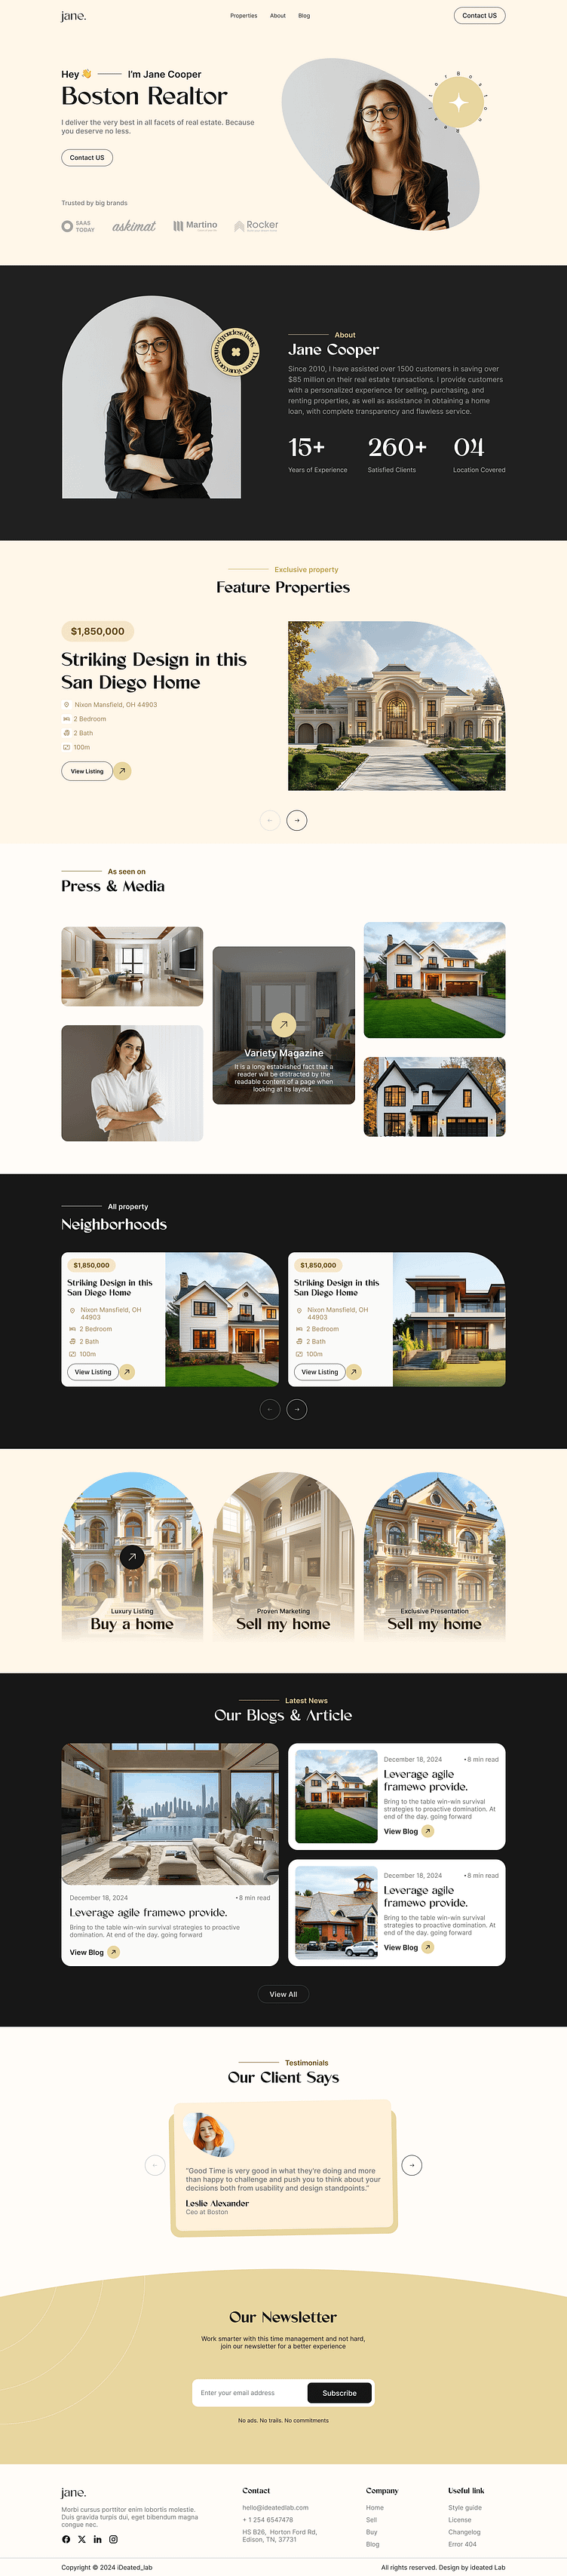 jane.
Properties
About
Blog
Contact US
Hey 👋 I'm Jane Cooper
Boston Realtor
I deliver the very best in all facets of real estate. Because
you deserve no less.
Contact US
Trusted by big brands
SAAS
TODAY
askimat
Martino
Rocker
About
Jane Cooper
Since 2010, I have assisted over 1500 customers in saving over
$85 million on their real estate transactions. I provide customers
with a personalized experience for selling, purchasing, and
renting properties, as well as assistance in obtaining a home
loan, with complete transparency and flawless service.
15+
Years of Experience
260+
Satisfied Clients
04
Location Covered
Exclusive property
Feature Properties
$1,850,000
Striking Design in this
San Diego Home
Nixon Mansfield, OH 44903
2 Bedroom
2 Bath
100m
View Listing
As seen on
Press & Media
Variety Magazine
It is a long established fact that a
reader will be distracted by the
readable content of a page when
looking at its layout.
All property
Neighborhoods
$1,850,000
Striking Design in this
San Diego Home
Nixon Mansfield, OH
44903
2 Bedroom
2 Bath
100m
View Listing
$1,850,000
Striking Design in this
San Diego Home
Nixon Mansfield, OH
44903
2 Bedroom
2 Bath
100m
View Listing
Luxury Listing
Buy a home
Proven Marketing
Sell my home
Exclusive Presentation
Sell my home
Latest News
Our Blogs & Article
December 18, 2024 •8 min read
Leverage agile framewo provide.
Bring to the table win-win survival strategies to proactive
domination. At end of the day, going forward
View Blog
December 18, 2024 •8 min read
Leverage agile
framewo provide.
Bring to the table win-win survival
strategies to proactive domination. At
end of the day, going forward
View Blog
December 18, 2024 •8 min read
Leverage agile
framewo provide.
Bring to the table win-win survival
strategies to proactive domination. At
end of the day, going forward
View Blog
View All
Testimonials
Our Client Says
“Good Time is very good in what they're doing and more
than happy to challenge and push you to think about your
decisions both from usability and design standpoints.”
Leslie Alexander
Ceo at Boston
Our Newsletter
Work smarter with this time management and not hard,
join our newsletter for a better experience
Enter your email address
Subscribe
No ads. No trails. No commitments
jane.
Morbi cursus porttitor enim lobortis molestie.
Duis gravida turpis dui, eget bibendum magna
congue nec.
Contact
hello@ideatedlab.com
+ 1 254 6547478
HS B26, Horton Ford Rd,
Edison, TN, 37731
Company
Home
Sell
Buy
Blog
Useful link
Style guide
License
Changelog
Error 404
Copyright © 2024 iDeated_lab
All rights reserved. Design by ideated Lab